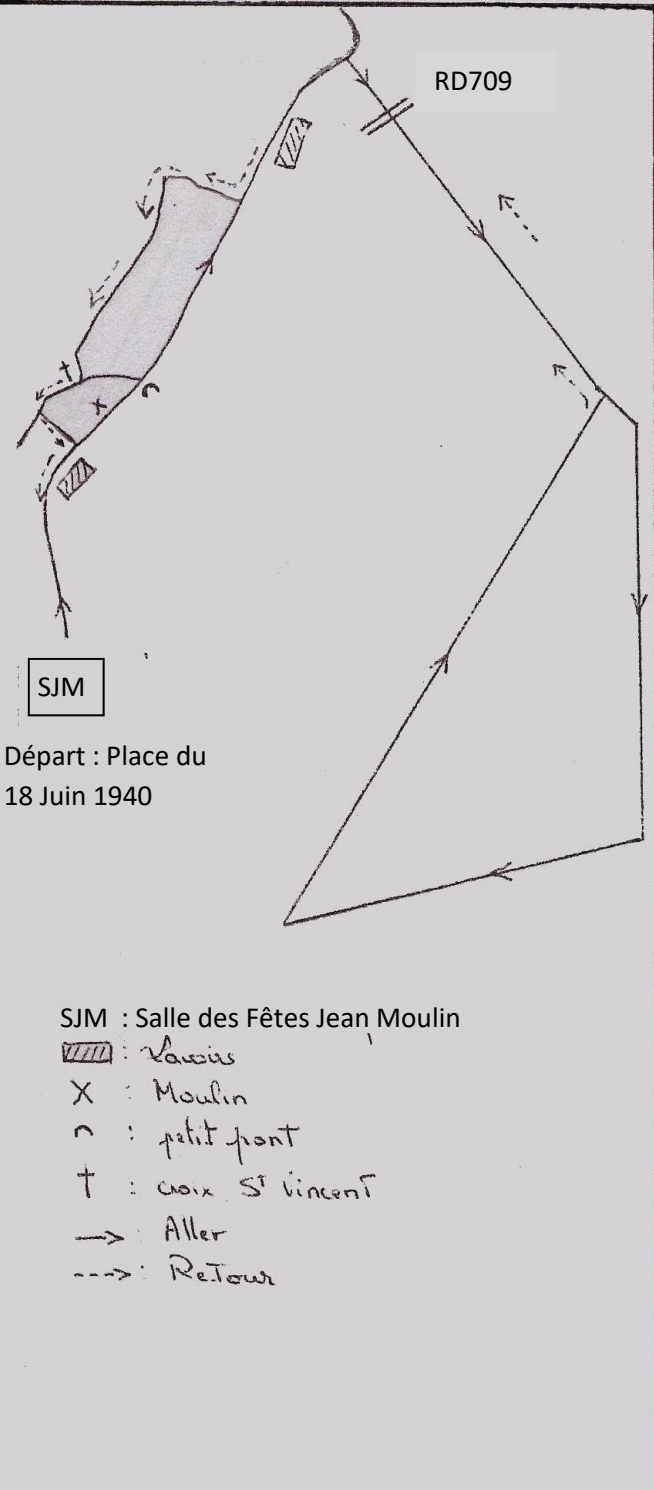 RD709
SJM
Départ : Place du
18 Juin 1940
SJM : Salle des Fêtes Jean Moulin
: Lavoirs
X : Moulin
: petit pont
† : croix St Vincent
—> : Aller
---> : Retour